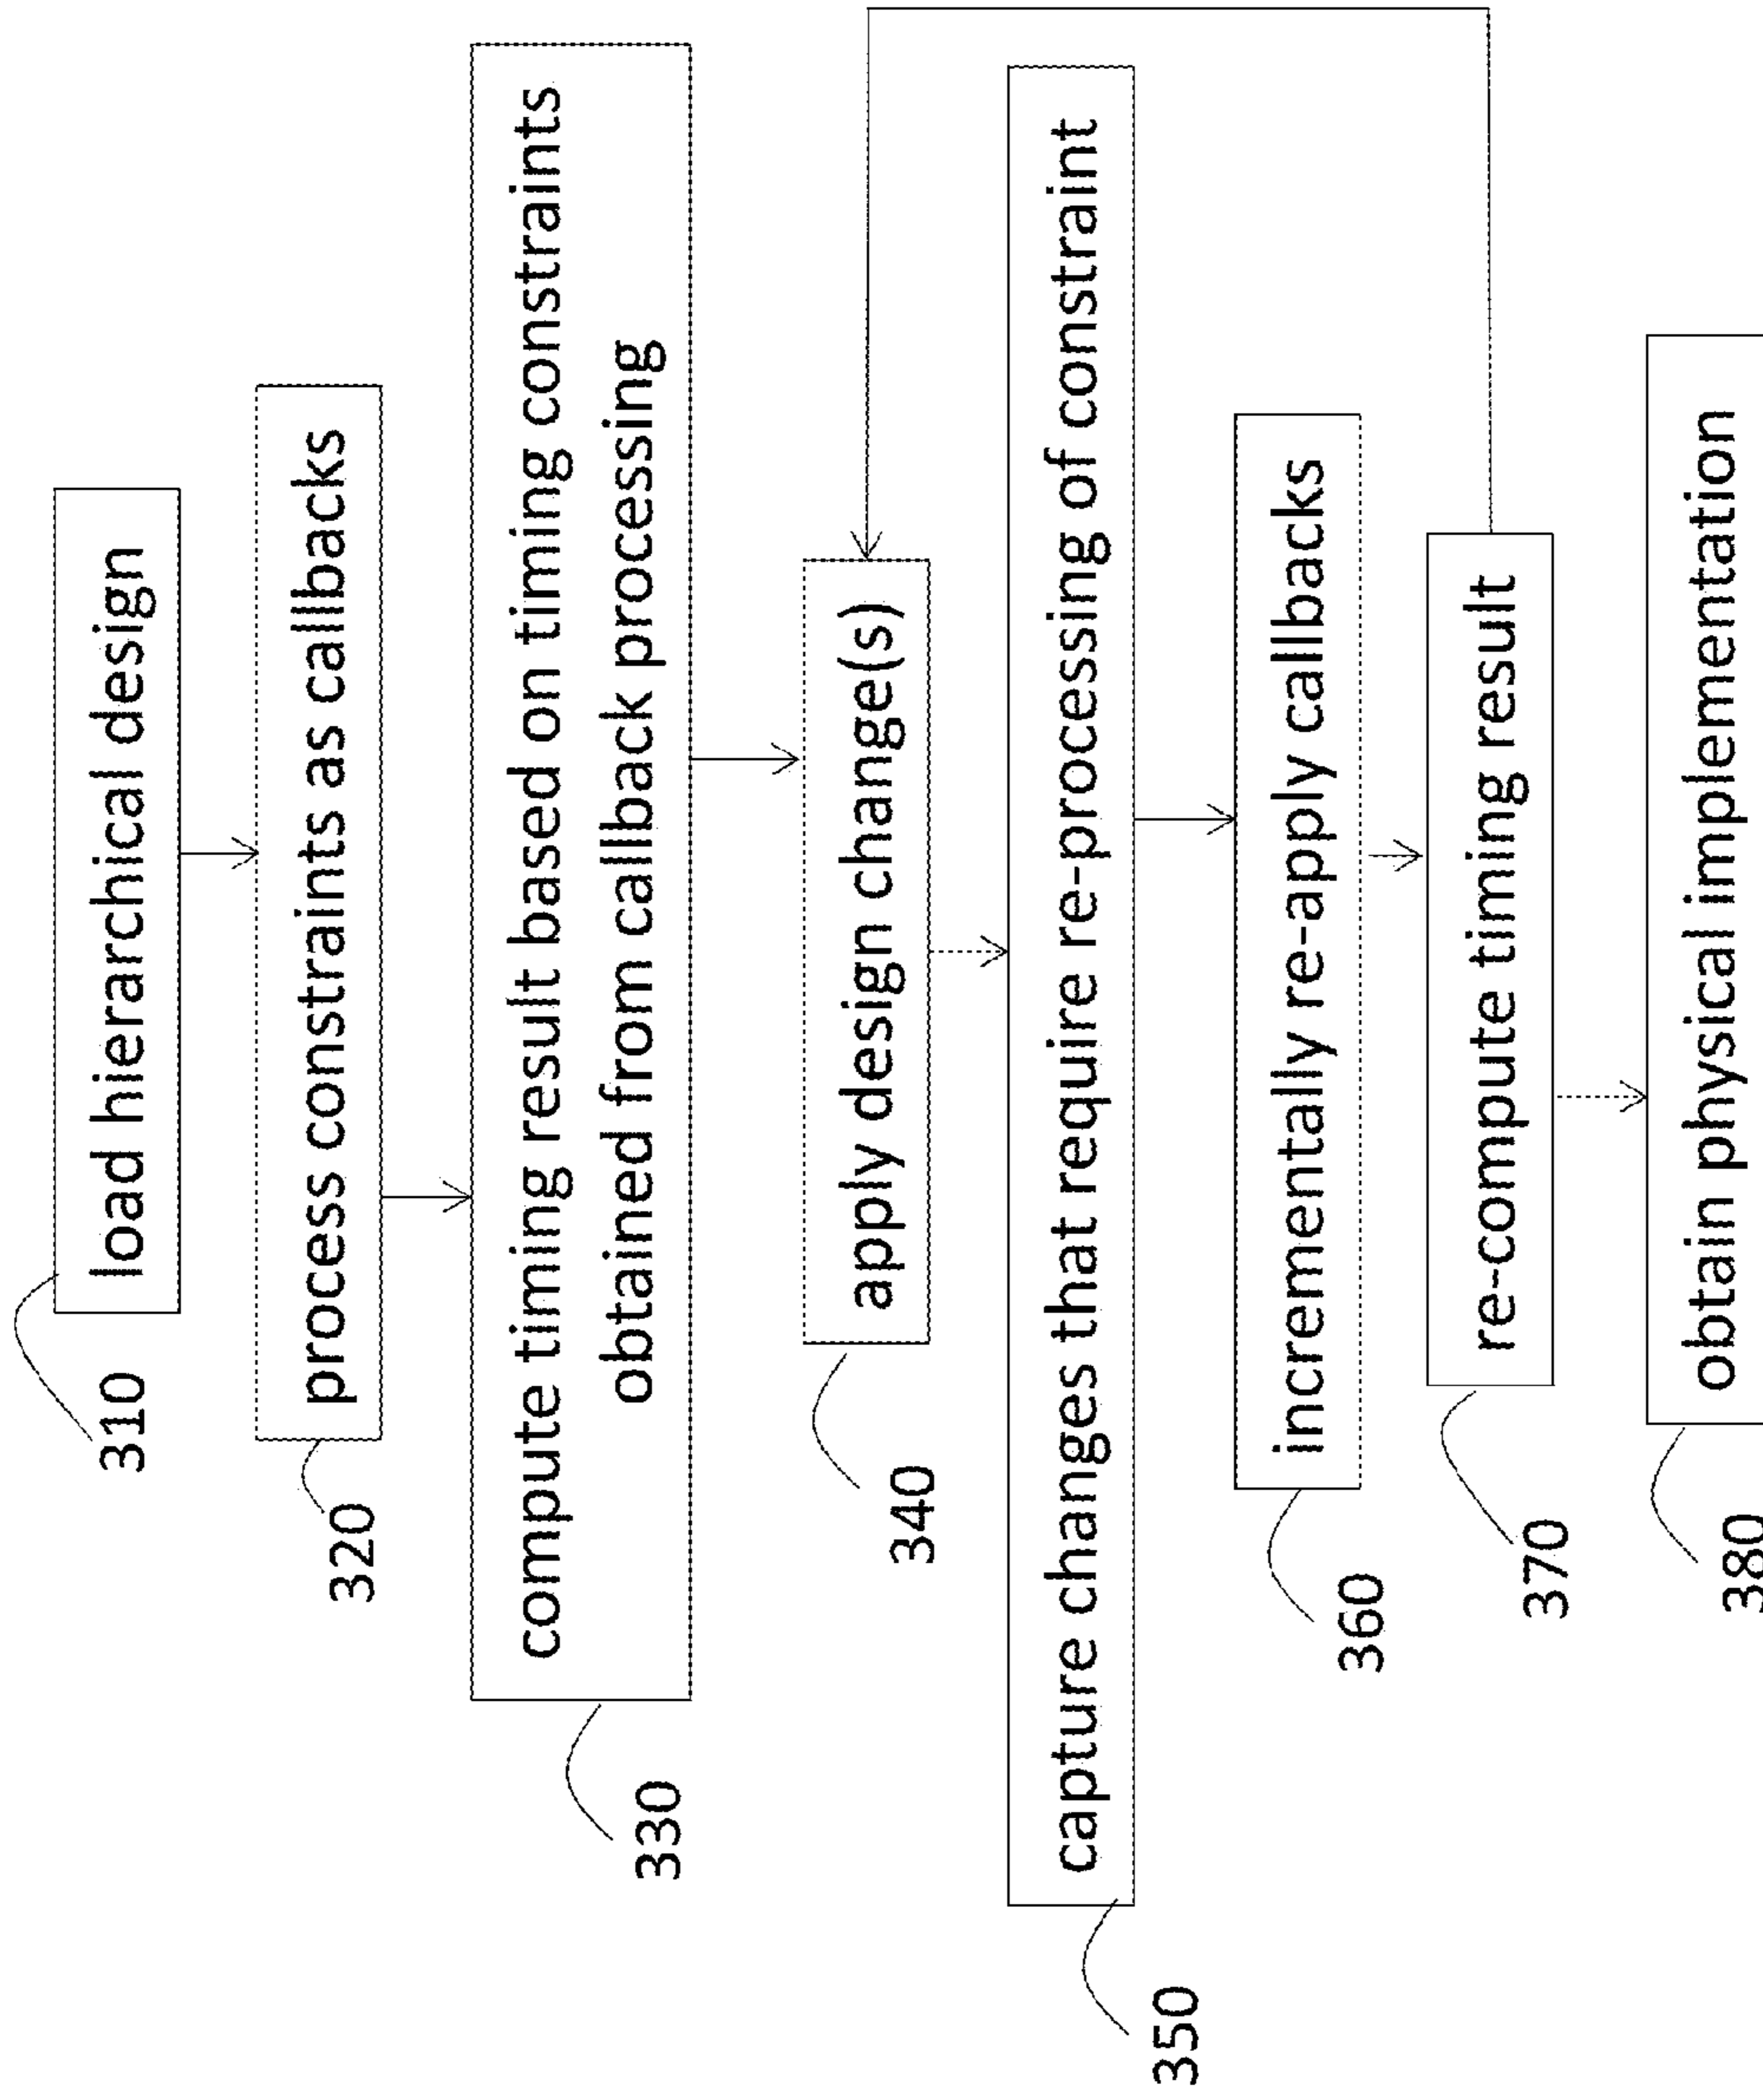 310
load hierarchical design
320
process constraints as callbacks
330
compute timing result based on timing constraints
obtained from callback processing
340
apply design change(s)
350
capture changes that require re-processing of constraint
360
incrementally re-apply callbacks
370
re-compute timing result
380
obtain physical implementation